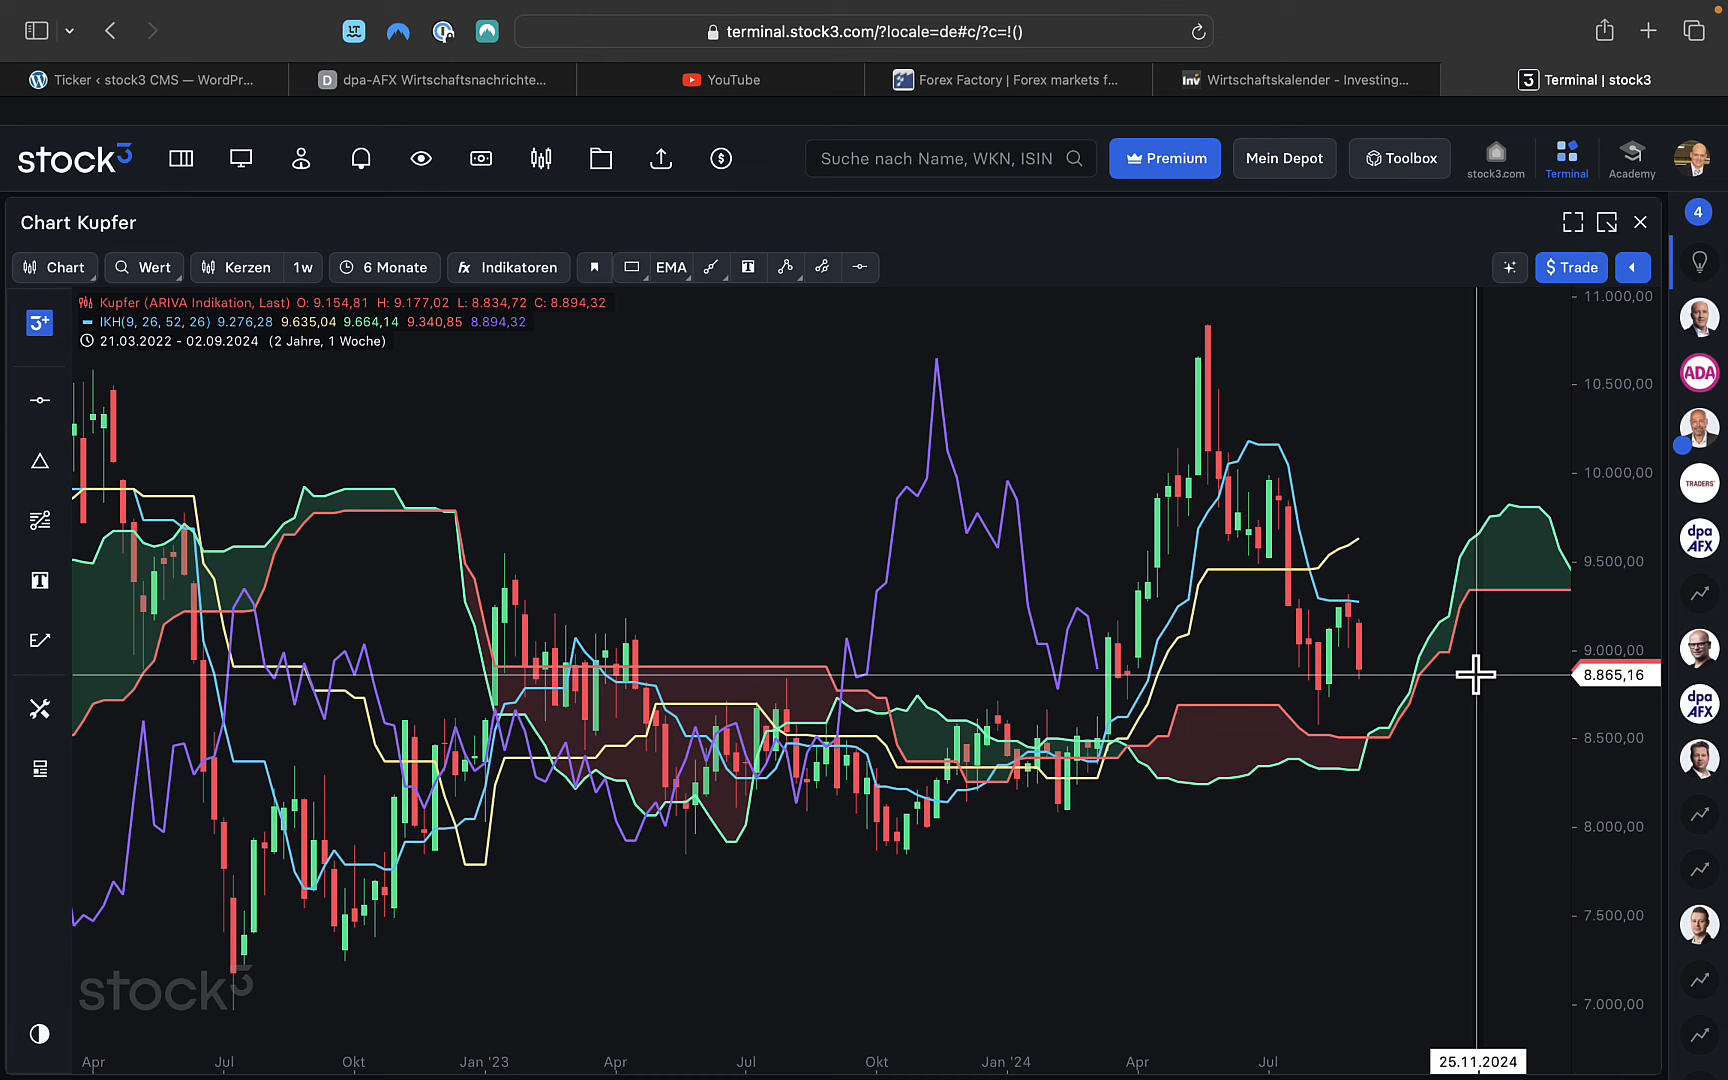 terminal.stock3.com/?locale=de#c/?c=!()
Ticker ‹ stock3 CMS — WordPr...
D dpa-AFX Wirtschaftsnachrichte...
YouTube
Forex Factory | Forex markets f...
Inv Wirtschaftskalender - Investing...
3 Terminal | stock3
stock3
Suche nach Name, WKN, ISIN
Premium
Mein Depot
Toolbox
stock3.com
Terminal
Academy
Chart Kupfer
4
Chart
Wert
Kerzen
1w
6 Monate
fx Indikatoren
EMA
T
$ Trade
3+
Kupfer (ARIVA Indikation, Last) O: 9.154,81 H: 9.177,02 L: 8.834,72 C: 8.894,32
IKH(9, 26, 52, 26) 9.276,28 9.635,04 9.664,14 9.340,85 8.894,32
21.03.2022 - 02.09.2024 (2 Jahre, 1 Woche)
11.000,00
10.500,00
10.000,00
9.500,00
9.000,00
8.865,16
8.500,00
8.000,00
7.500,00
7.000,00
T
ADA
TRADERS'
dpa
AFX
dpa
AFX
stock3
Apr
Jul
Okt
Jan '23
Apr
Jul
Okt
Jan '24
Apr
Jul
25.11.2024